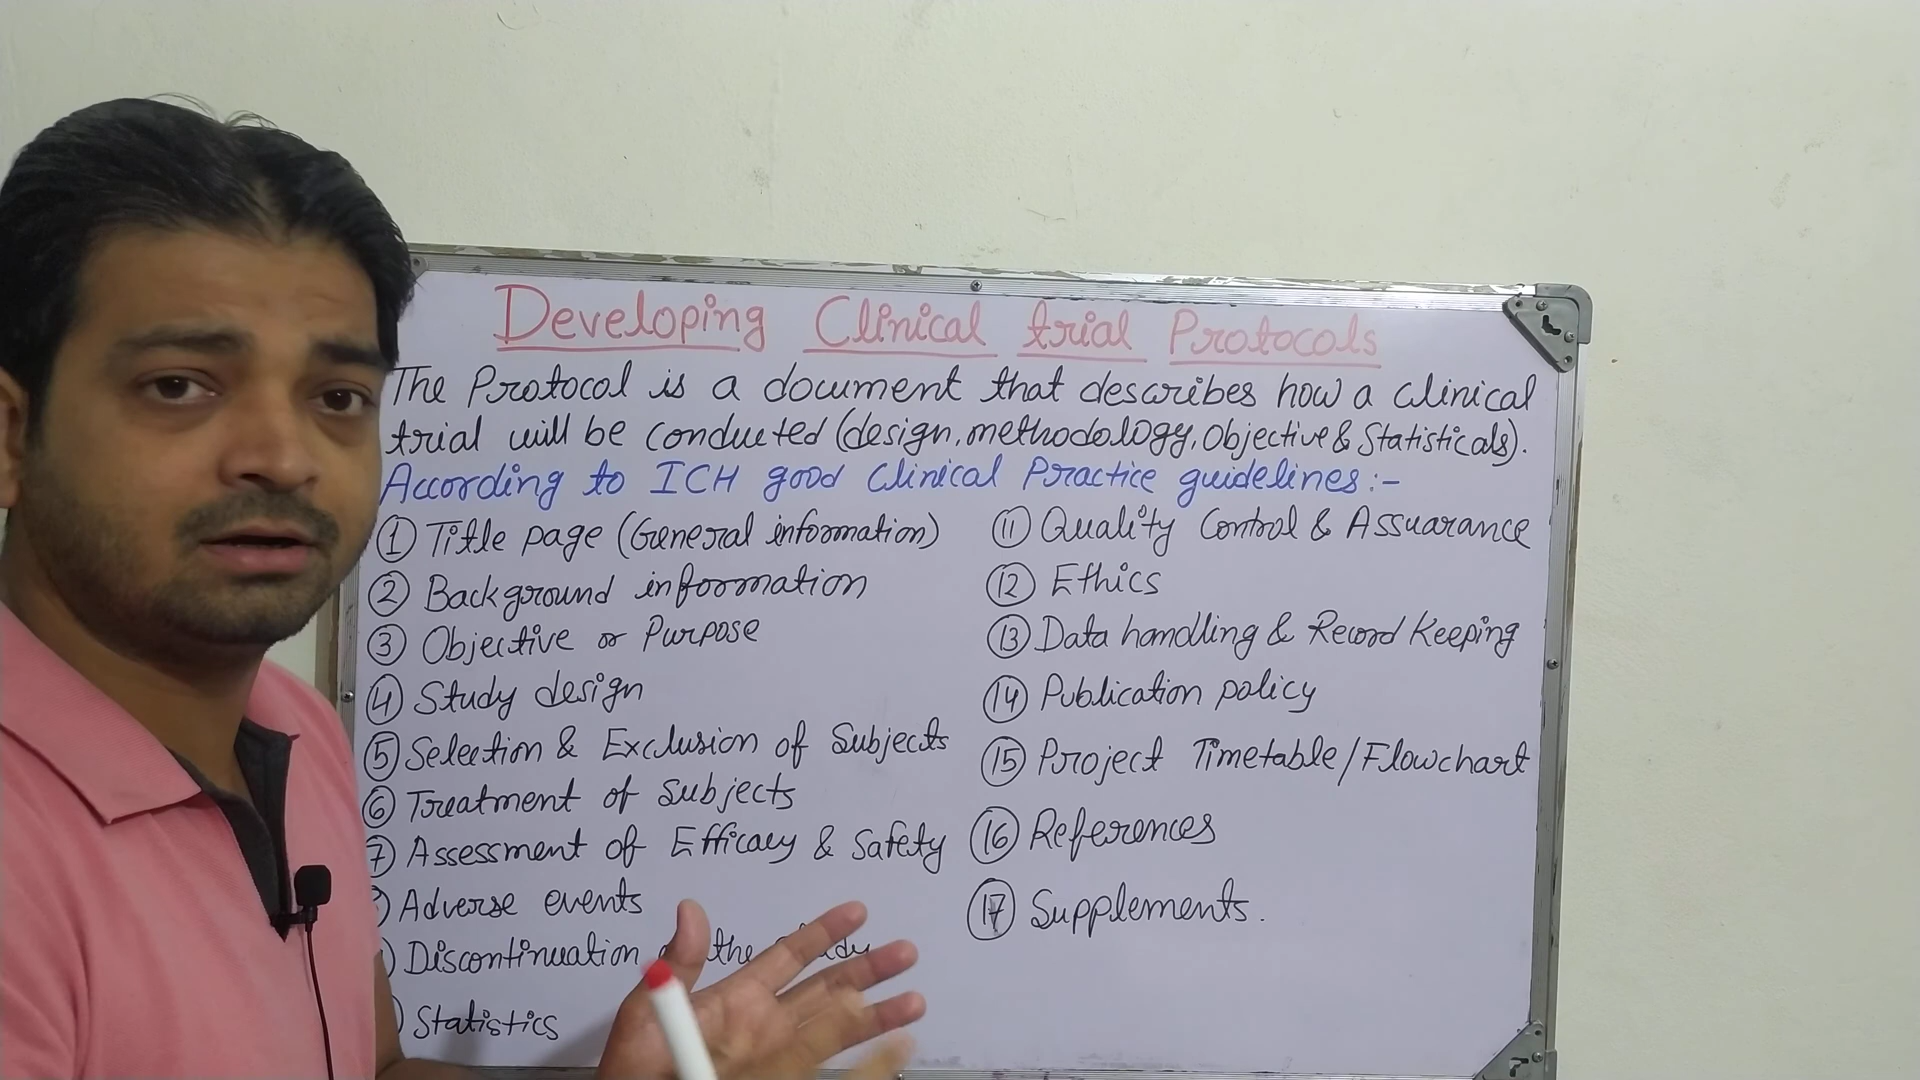 Developing Clinical trial Protocols
The Protocol is a document that describes how a clinical
trial will be conducted (design, methodology, Objective & Statisticals).
According to ICH good Clinical Practice guidelines:-
① Title page (General information)
② Background information
③ Objective or Purpose
④ Study design
⑤ Selection & Exclusion of Subjects
⑥ Treatment of subjects
7) Assessment of Efficacy & Safety
) Adverse events
) Discontinuation the
) Statistics
⑪ Quality Control & Assuarance
⑫ Ethics
⑬ Data handling & Record Keeping
⑭ Publication policy
⑮ Project Timetable/Flowchart
⑯ References
⑰ Supplements.